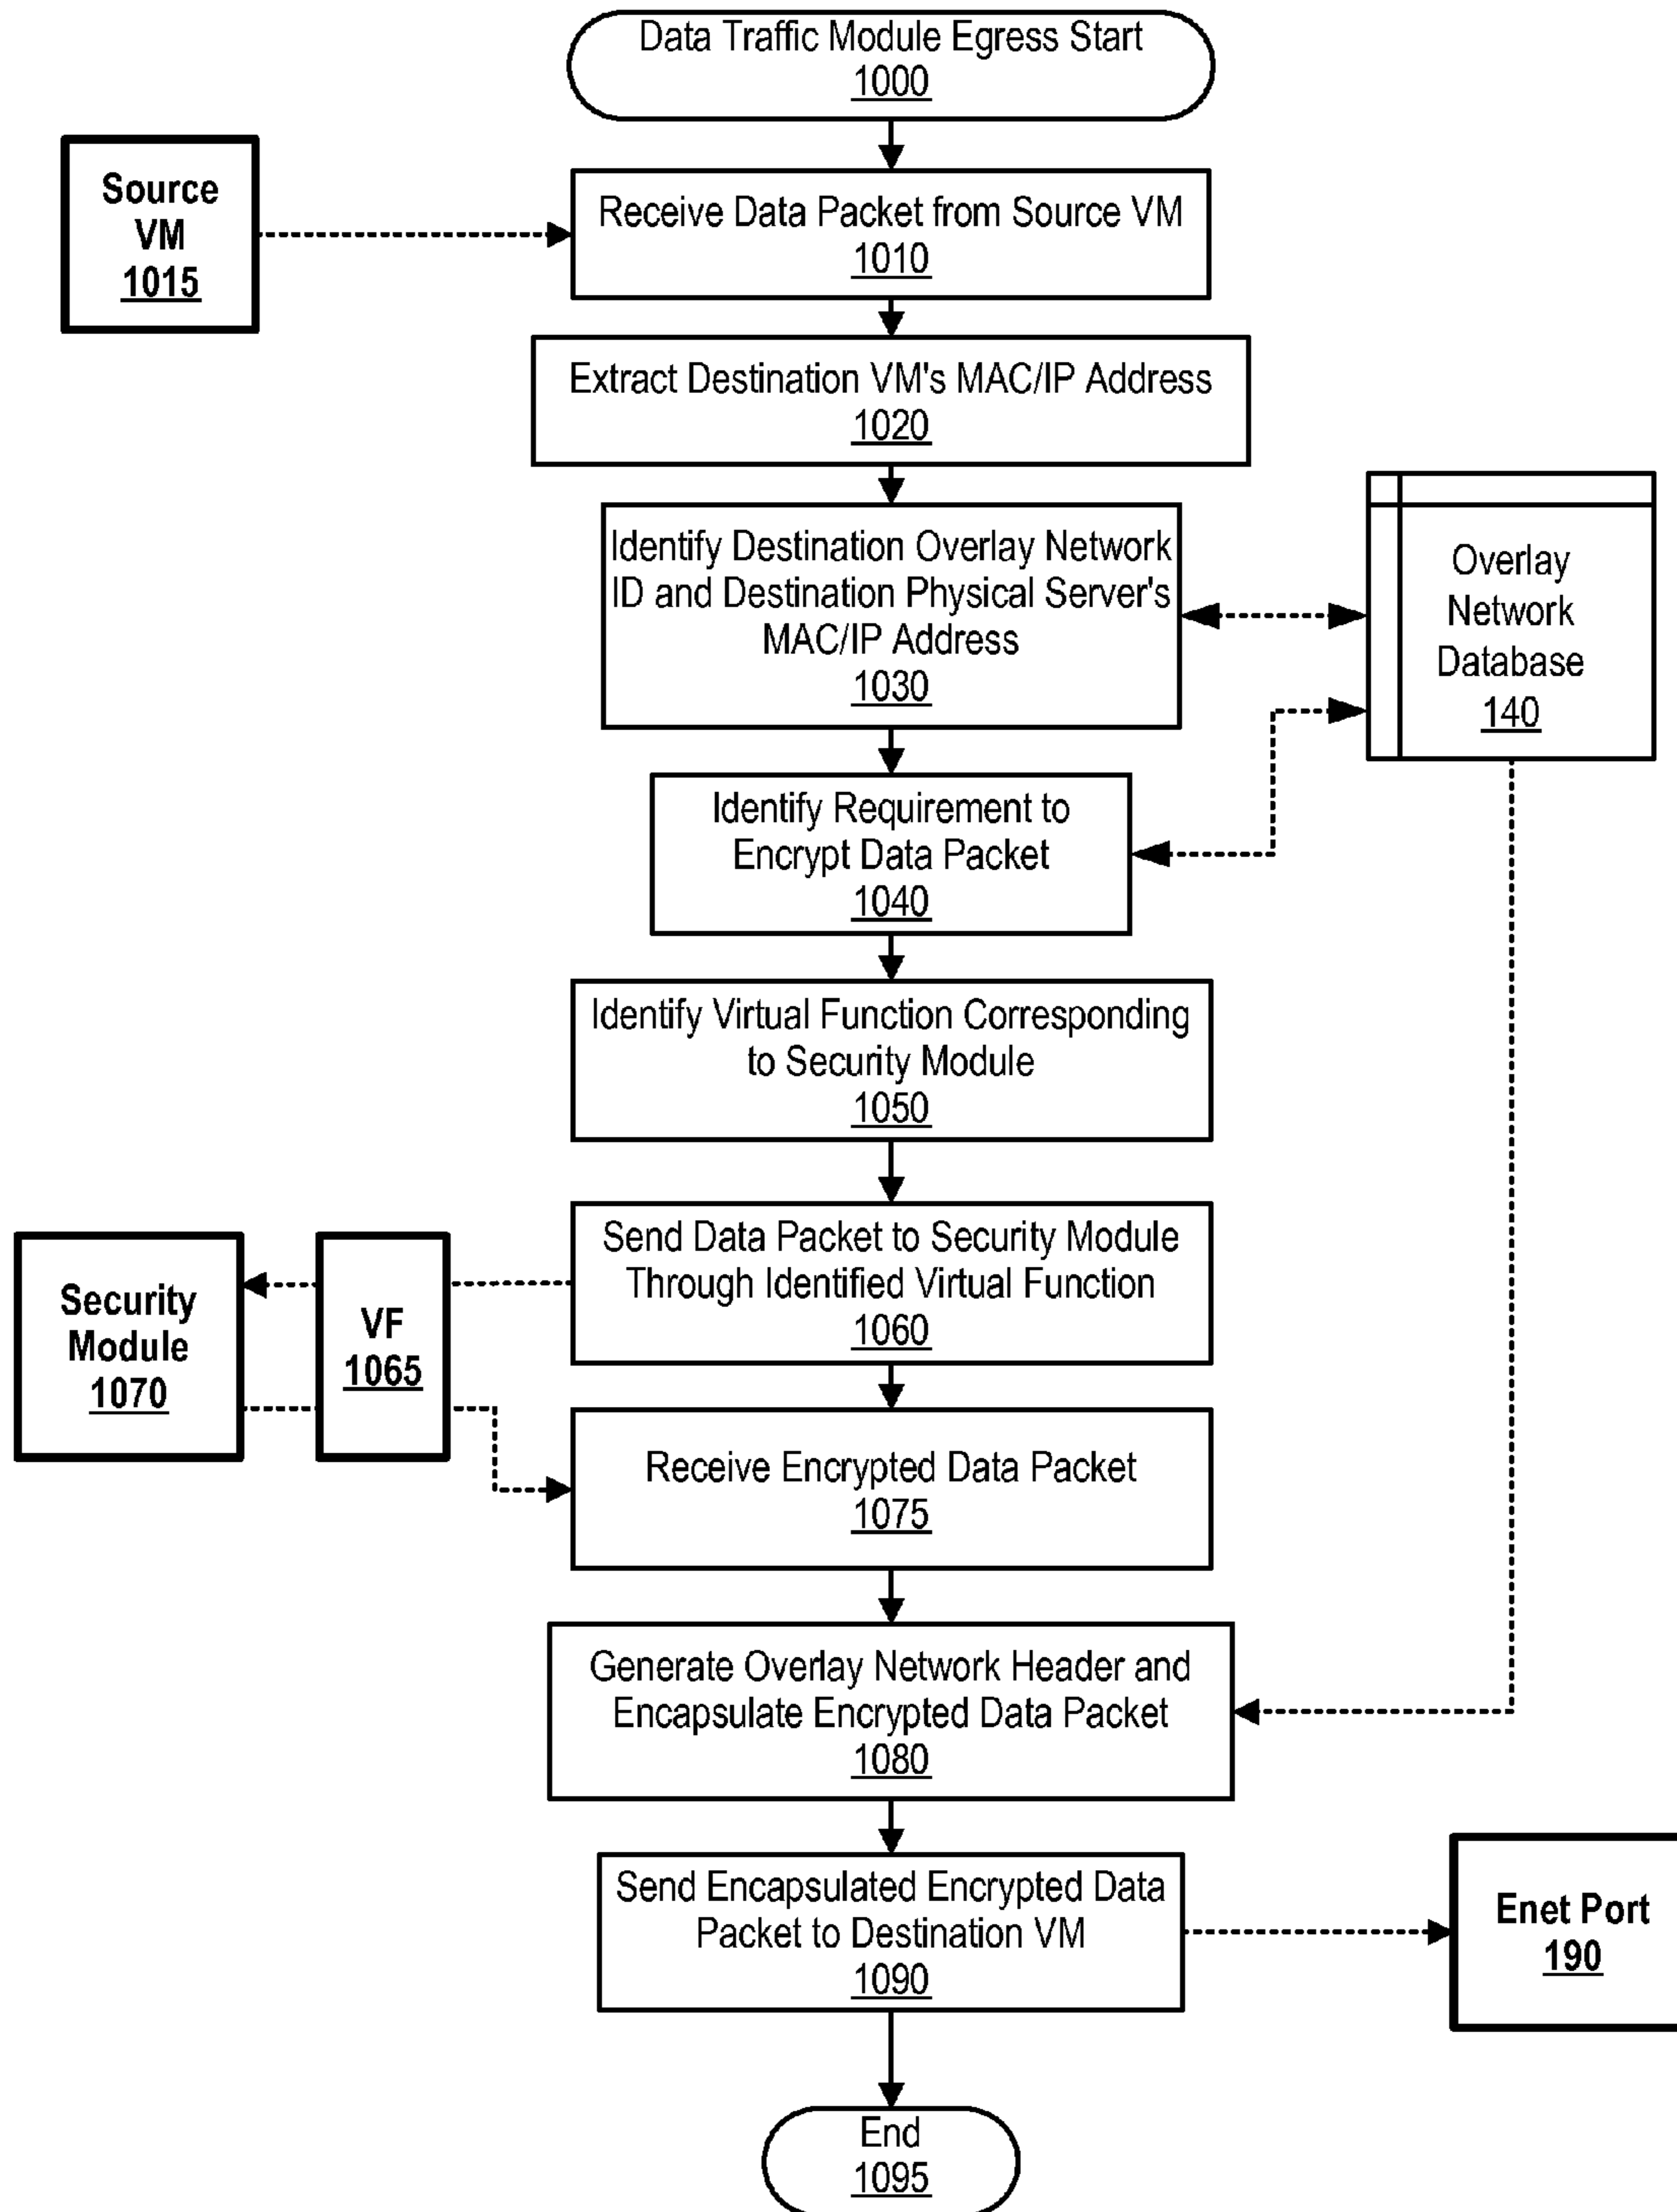 Data Traffic Module Egress Start
1000
Source
VM
1015
Receive Data Packet from Source VM
1010
Extract Destination VM's MAC/IP Address
1020
Identify Destination Overlay Network
ID and Destination Physical Server's
MAC/IP Address
1030
Overlay
Network
Database
140
Identify Requirement to
Encrypt Data Packet
1040
Identify Virtual Function Corresponding
to Security Module
1050
Send Data Packet to Security Module
Through Identified Virtual Function
1060
Security
Module
1070
VF
1065
Receive Encrypted Data Packet
1075
Generate Overlay Network Header and
Encapsulate Encrypted Data Packet
1080
Send Encapsulated Encrypted Data
Packet to Destination VM
1090
Enet Port
190
End
1095